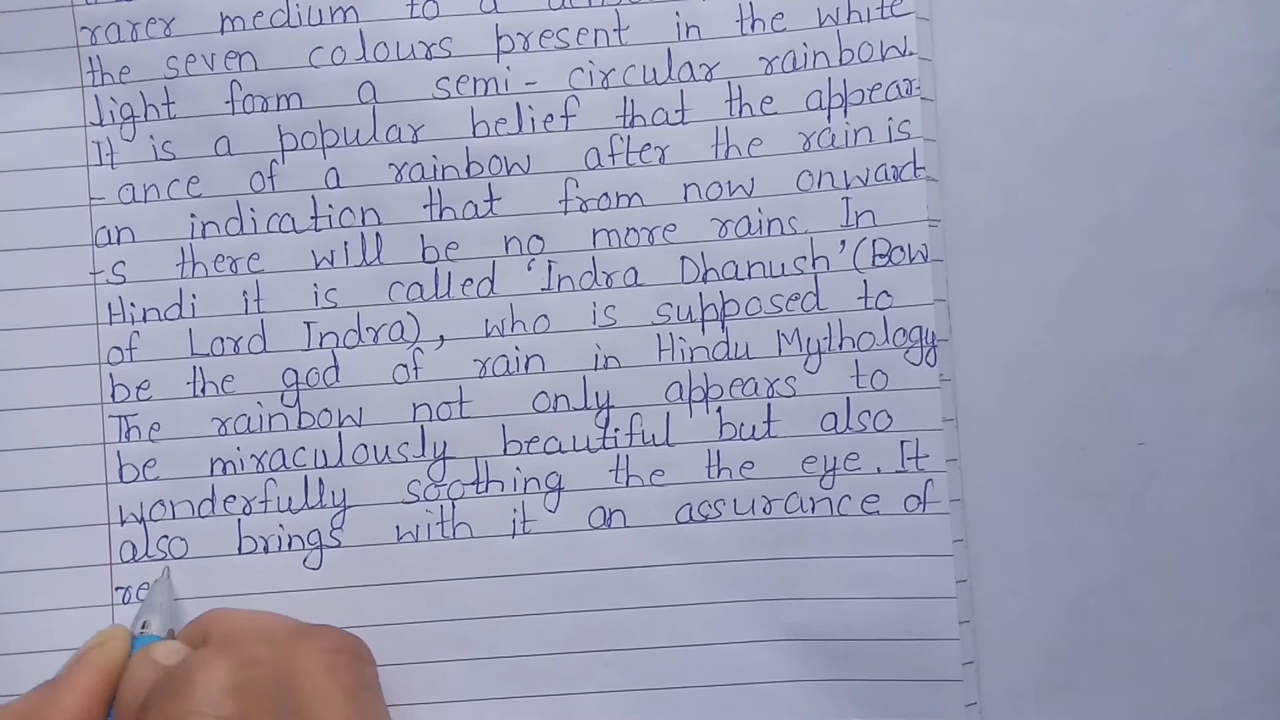 rarer medium to a
the seven colours present in the white
light form a semi-circular rainbow.
It is a popular belief that the appear-
-ance of a rainbow after the rain is
an indication that from now onward-
-s there will be no more rains. In
Hindi it is called 'Indra Dhanush' (Bow
of Lord Indra), who is supposed to
be the god of rain in Hindu Mythology
The rainbow not only appears to
be miraculously beautiful but also
wonderfully soothing the the eye. It
also brings with it an assurance of
re